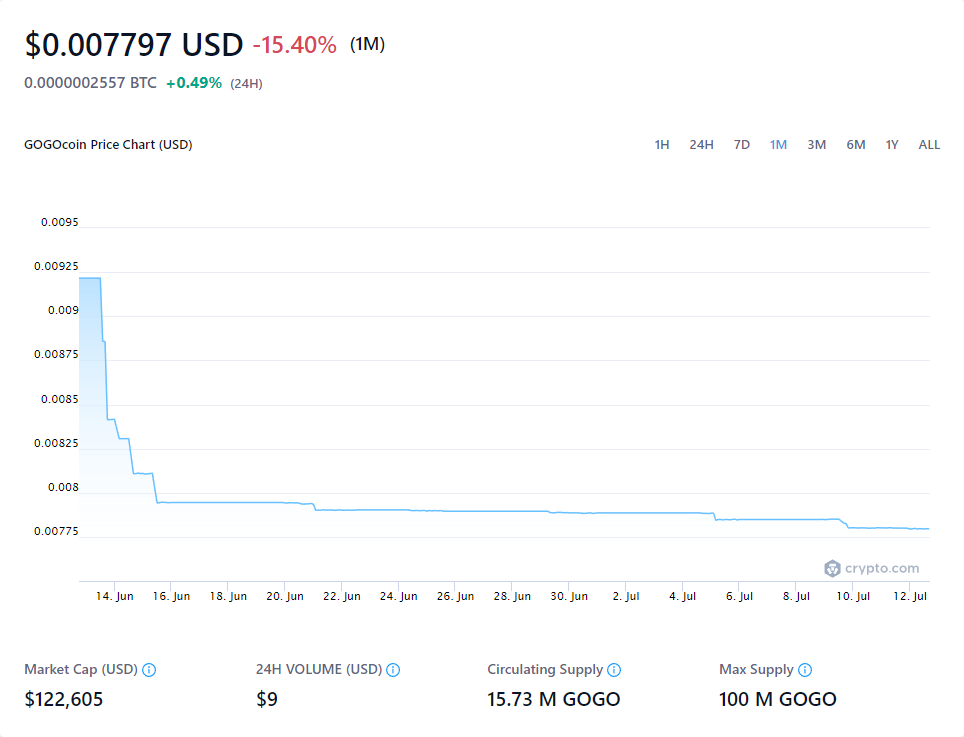 $0.007797 USD -15.40% (1M)
0.0000002557 BTC +0.49% (24H)
GOGOcoin Price Chart (USD) 1H 24H 7D 1M 3M 6M 1Y ALL
0.0095
0.00925
0.009
0.00875
0.0085
0.00825
0.008
0.00775
crypto.com
14. Jun 16. Jun 18. Jun 20. Jun 22. Jun 24. Jun 26. Jun 28. Jun 30. Jun 2. Jul 4. Jul 6. Jul 8. Jul 10. Jul 12. Jul
Market Cap (USD) 24H VOLUME (USD) Circulating Supply Max Supply
$122,605 $9 15.73 M GOGO 100 M GOGO